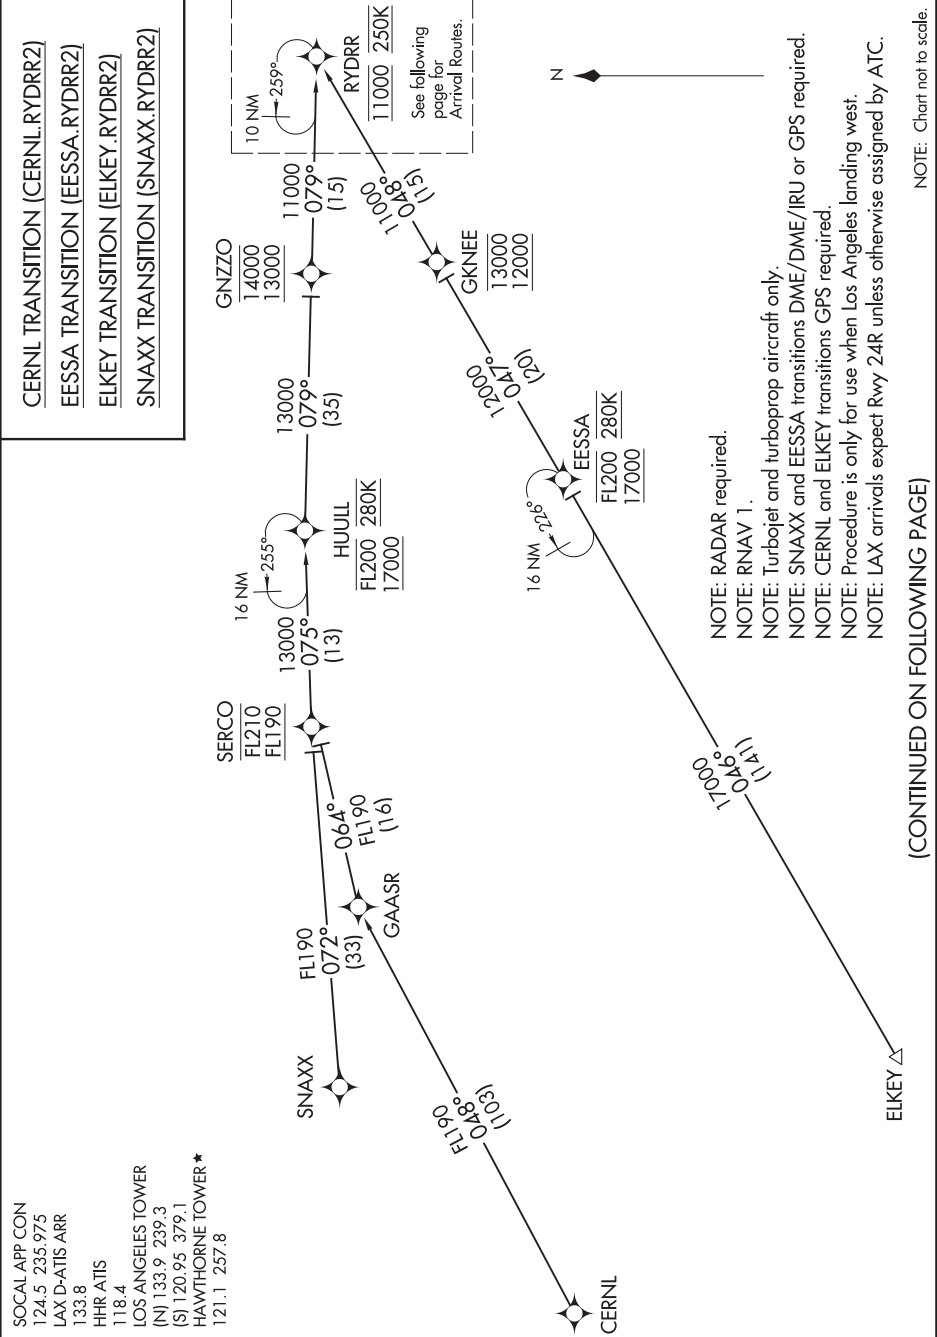 SOCAL APP CON
124.5 235.975
LAX D-ATIS ARR
133.8
HHR ATIS
118.4
LOS ANGELES TOWER
(N) 133.9 239.3
(S) 120.95 379.1
HAWTHORNE TOWER ★
121.1 257.8
CERNL TRANSITION (CERNL.RYDRR2)
EESSA TRANSITION (EESSA.RYDRR2)
ELKEY TRANSITION (ELKEY.RYDRR2)
SNAXX TRANSITION (SNAXX.RYDRR2)
SNAXX
FL190
072°
(33)
CERNL
FL190
048°
(103)
GAASR
064°
FL190
(16)
SERCO
FL210
FL190
13000
075°
(13)
16 NM
255°
HUULL
FL200 280K
17000
13000
079°
(35)
GNZZO
14000
13000
11000
079°
(15)
10 NM
259°
RYDRR
11000 250K
See following
page for
Arrival Routes.
ELKEY
17000
046°
(141)
16 NM
226°
EESSA
FL200 280K
17000
12000
047°
(20)
GKNEE
13000
12000
11000
048°
(15)
N
NOTE: RADAR required.
NOTE: RNAV 1.
NOTE: Turbojet and turboprop aircraft only.
NOTE: SNAXX and EESSA transitions DME/DME/IRU or GPS required.
NOTE: CERNL and ELKEY transitions GPS required.
NOTE: Procedure is only for use when Los Angeles landing west.
NOTE: LAX arrivals expect Rwy 24R unless otherwise assigned by ATC.
(CONTINUED ON FOLLOWING PAGE)
NOTE: Chart not to scale.